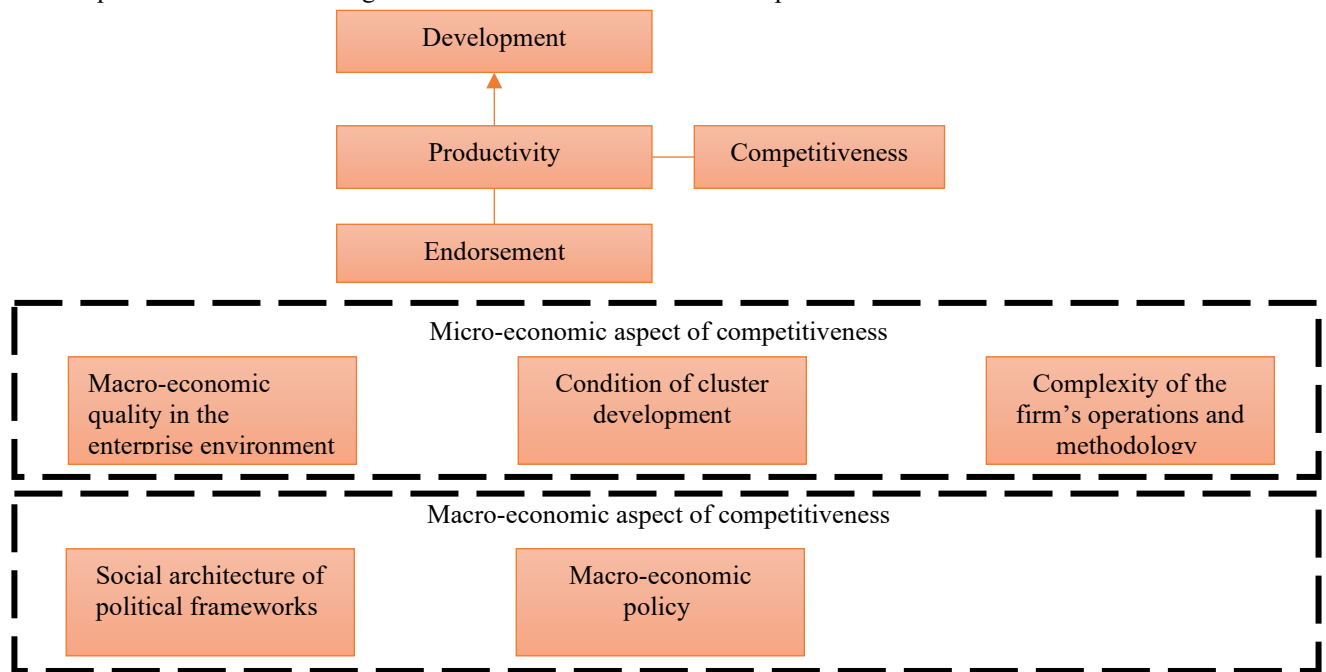 Development
Productivity
Competitiveness
Endorsement
Micro-economic aspect of competitiveness
Macro-economic
quality in the
enterprise environment
Condition of cluster
development
Complexity of the
firm's operations and
methodology
Macro-economic aspect of competitiveness
Social architecture of
political frameworks
Macro-economic
policy